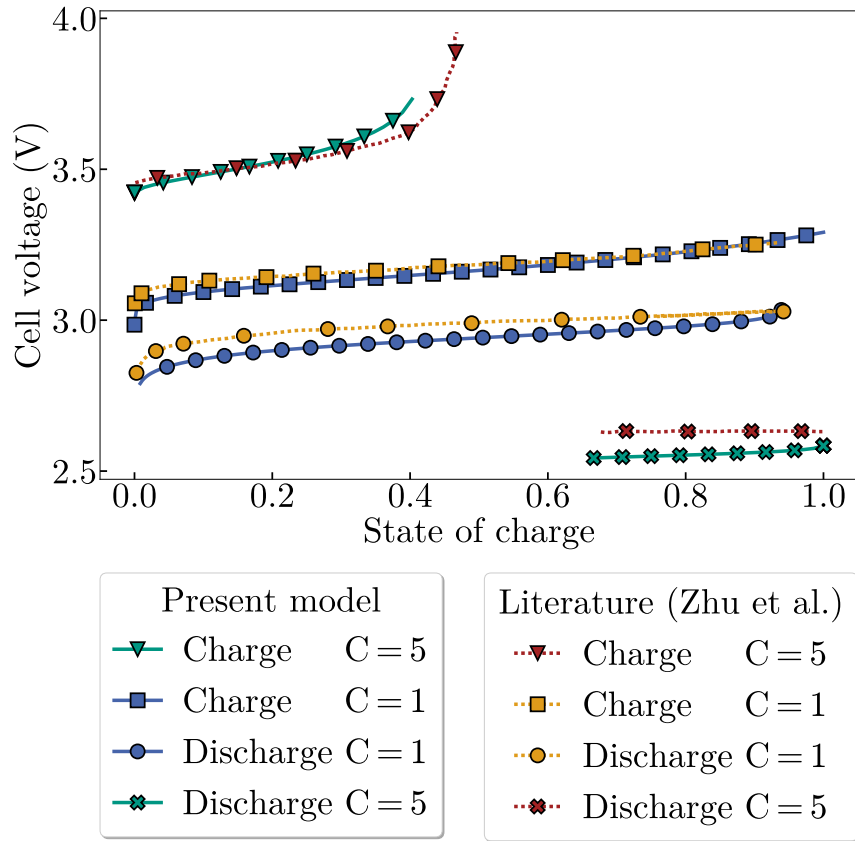 4.0
3.5
3.0
2.5
Cell voltage (V)
0.0 0.2 0.4 0.6 0.8 1.0
State of charge
Present model
Charge C = 5
Charge C = 1
Discharge C = 1
Discharge C = 5
Literature (Zhu et al.)
Charge C = 5
Charge C = 1
Discharge C = 1
Discharge C = 5